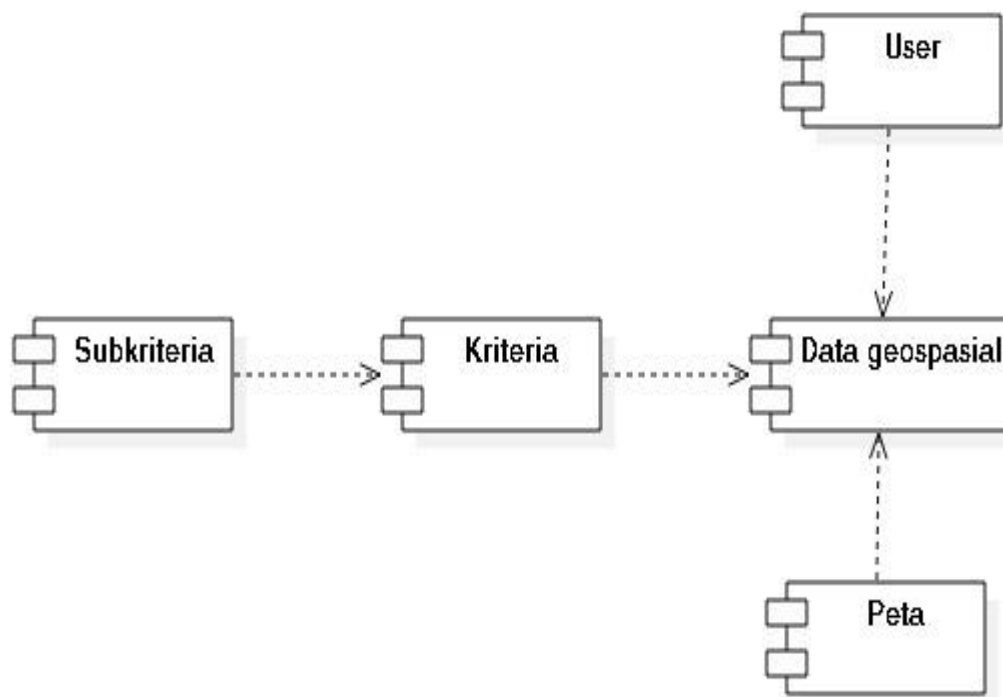 User
Subkriteria
Kriteria
Data geospasial
Peta